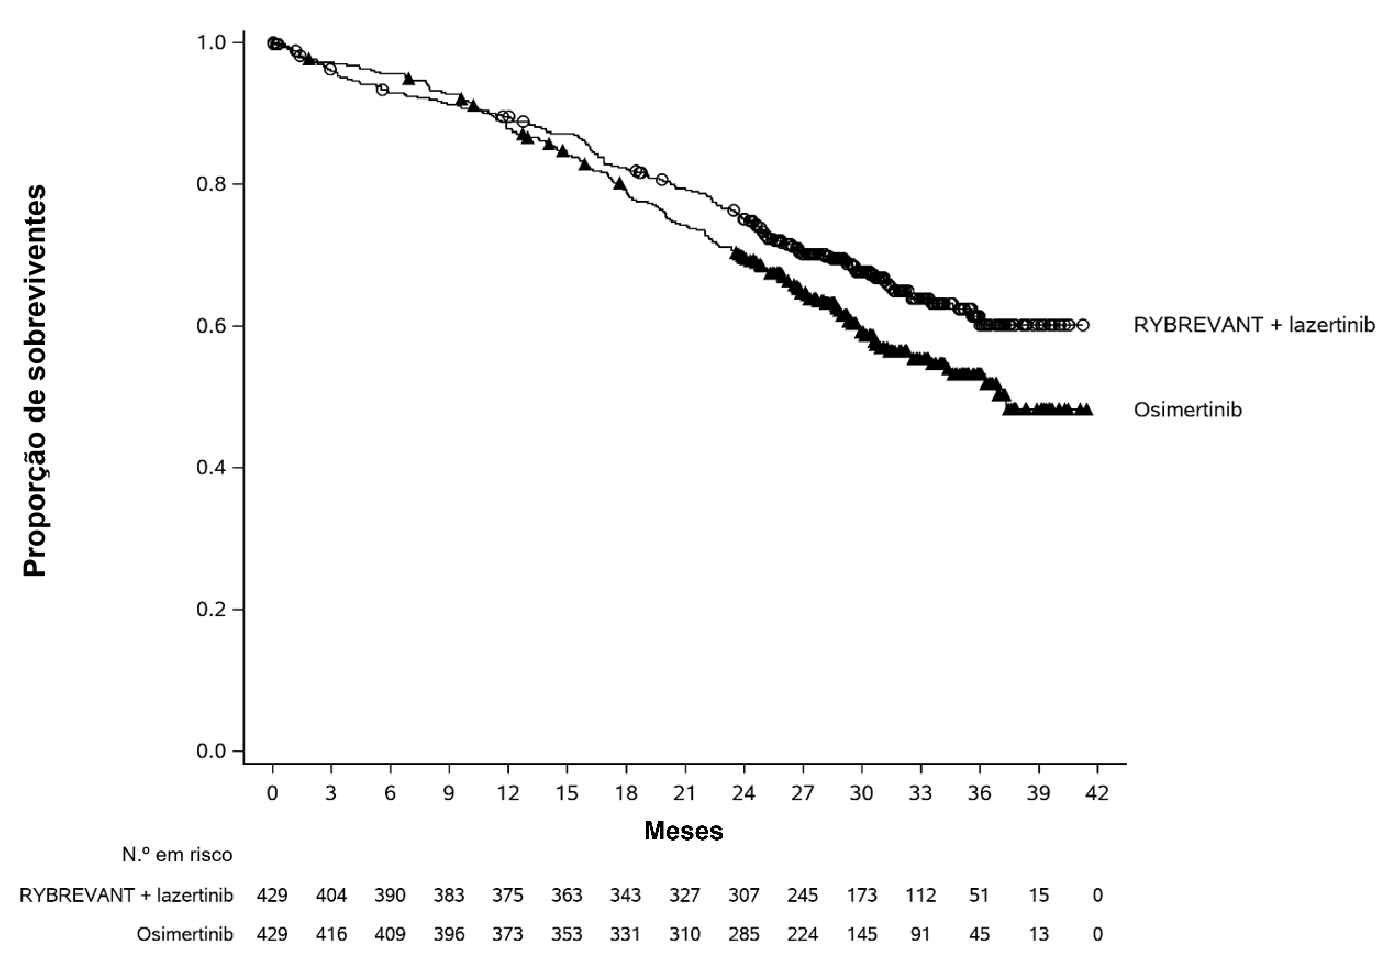 1.0
0.8
0.6
0.4
0.2
0.0
Proporção de sobreviventes
RYBREVANT + lazertinib
Osimertinib
0 3 6 9 12 15 18 21 24 27 30 33 36 39 42
Meses
N.º em risco
RYBREVANT + lazertinib 429 404 390 383 375 363 343 327 307 245 173 112 51 15 0
Osimertinib 429 416 409 396 373 353 331 310 285 224 145 91 45 13 0